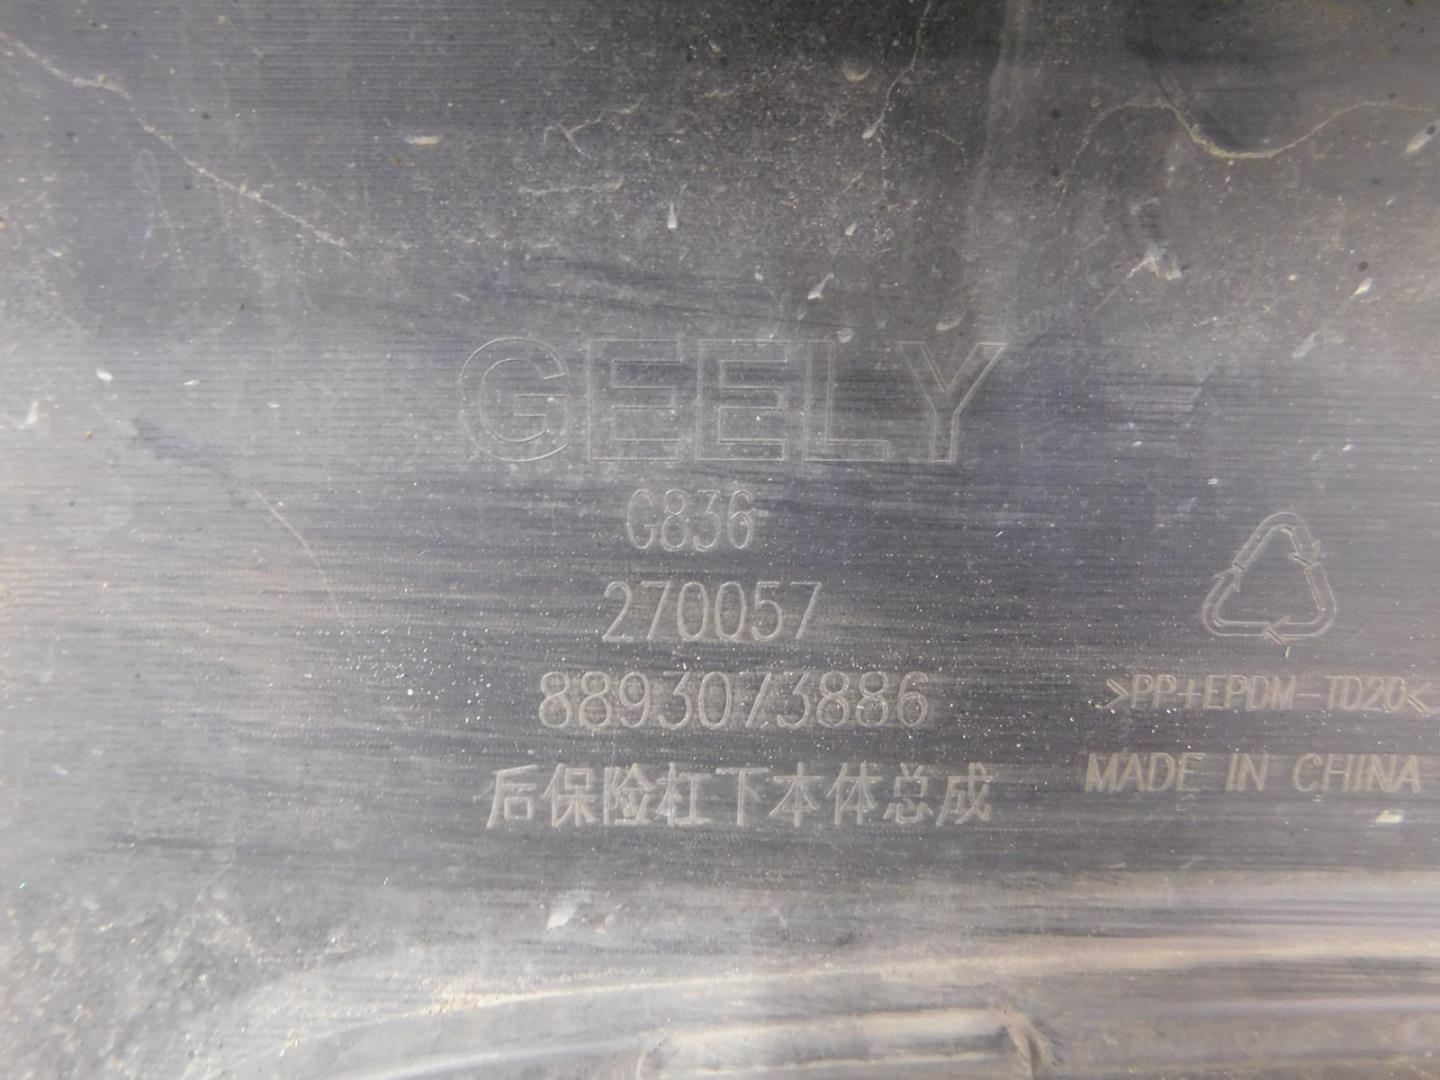 GEELY
G836
270057
8893073886
后保险杠下本体总成
>PP+EPDM-TD20<
MADE IN CHINA